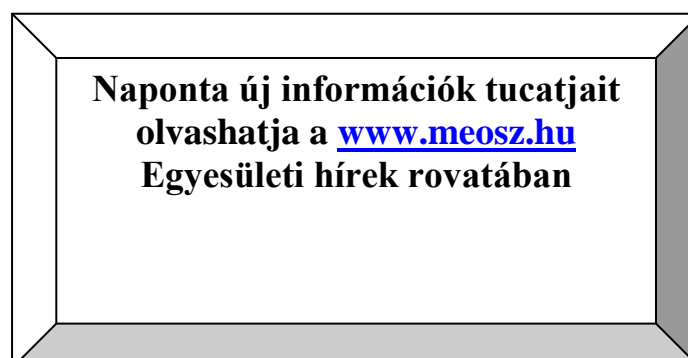 Naponta új információk tucatjait
olvashatja a www.meosz.hu
Egyesületi hírek rovatában